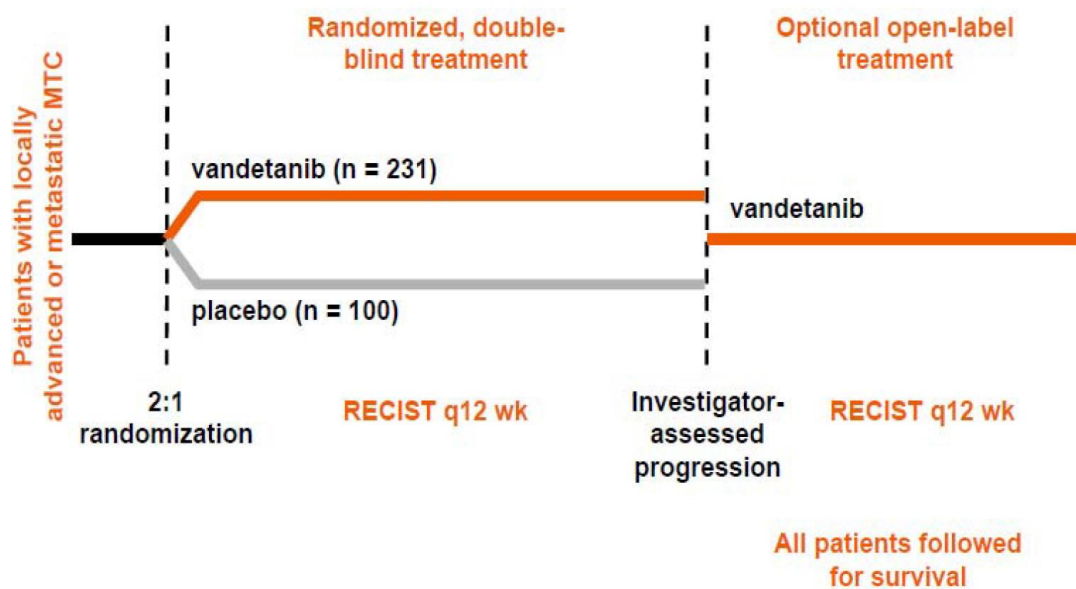 Patients with locally
advanced or metastatic MTC
Randomized, double-
blind treatment
Optional open-label
treatment
vandetanib (n = 231)
vandetanib
placebo (n = 100)
2:1
randomization
RECIST q12 wk
Investigator-
assessed
progression
RECIST q12 wk
All patients followed
for survival